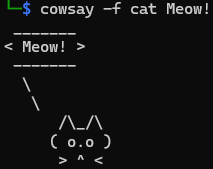 └─$ cowsay -f cat Meow!
 _______
< Meow! >
 -------
   \
    \
       /\_/\
      ( o.o )
       > ^ <